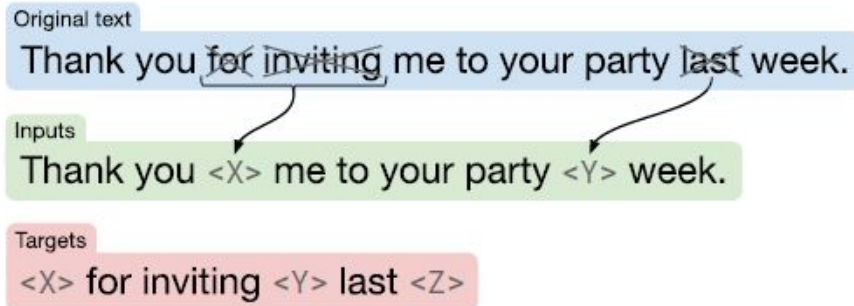 Original text
Thank you for inviting me to your party last week.
Inputs
Thank you <X> me to your party <Y> week.
Targets
<X> for inviting <Y> last <Z>